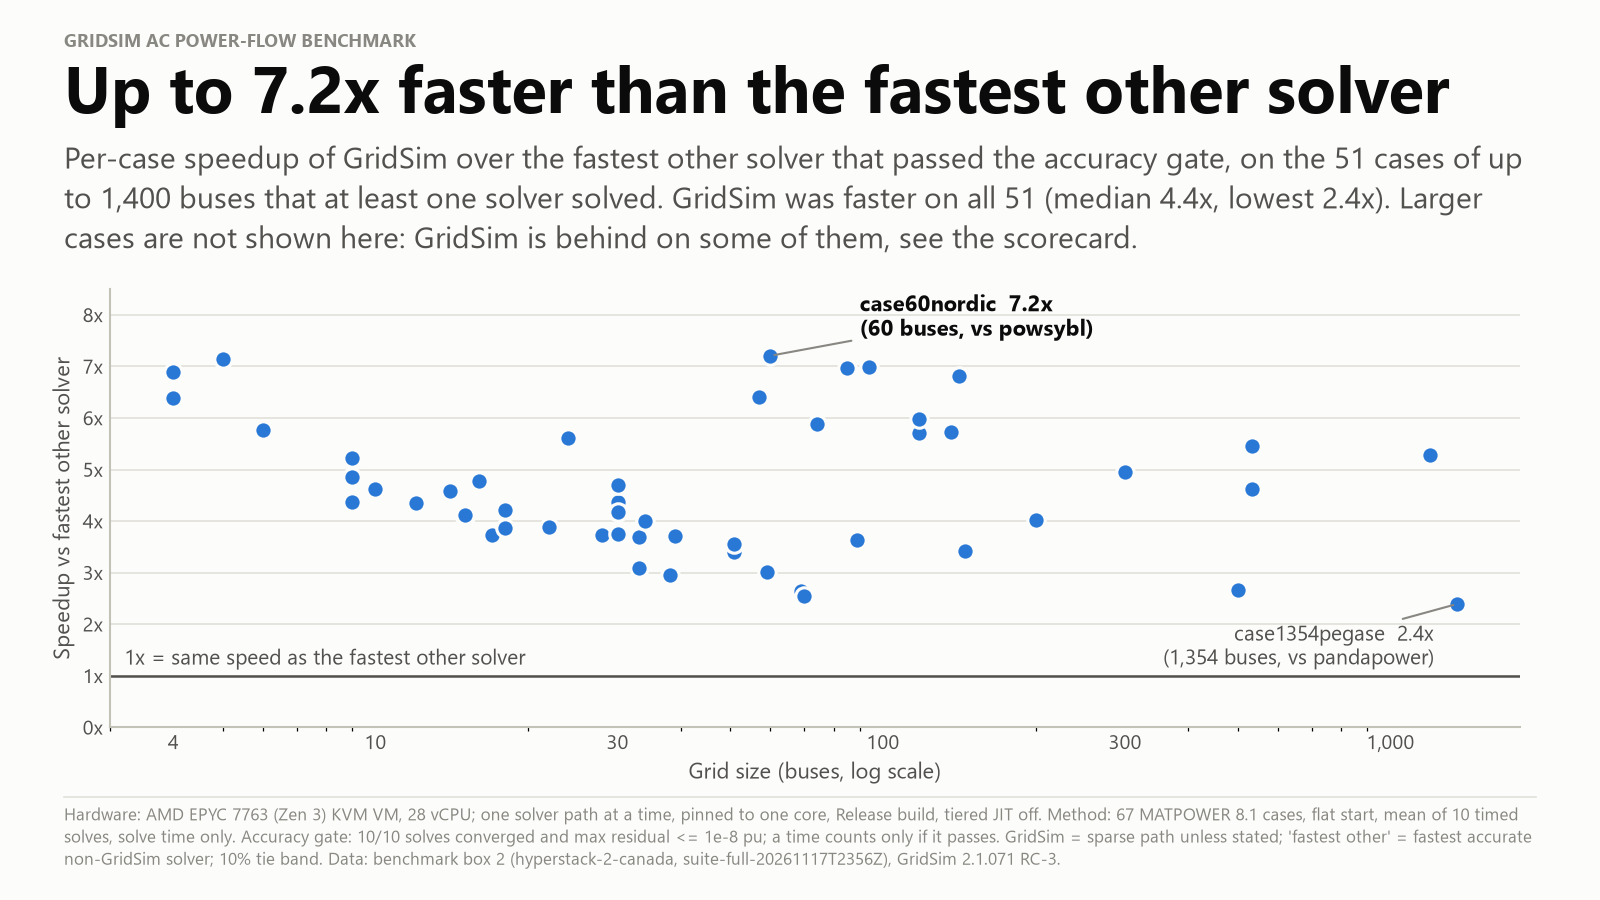 GRIDSIM AC POWER-FLOW BENCHMARK
Up to 7.2x faster than the fastest other solver
Per-case speedup of GridSim over the fastest other solver that passed the accuracy gate, on the 51 cases of up
to 1,400 buses that at least one solver solved. GridSim was faster on all 51 (median 4.4x, lowest 2.4x). Larger
cases are not shown here: GridSim is behind on some of them, see the scorecard.
case60nordic 7.2x
(60 buses, vs powsybl)
8x
7x
6x
5x
4x
3x
2x
1x
0x
Speedup vs fastest other solver
case1354pegase 2.4x
(1,354 buses, vs pandapower)
1x = same speed as the fastest other solver
4
10
30
100
300
1,000
Grid size (buses, log scale)
Hardware: AMD EPYC 7763 (Zen 3) KVM VM, 28 vCPU; one solver path at a time, pinned to one core, Release build, tiered JIT off. Method: 67 MATPOWER 8.1 cases, flat start, mean of 10 timed
solves, solve time only. Accuracy gate: 10/10 solves converged and max residual <= 1e-8 pu; a time counts only if it passes. GridSim = sparse path unless stated; 'fastest other' = fastest accurate
non-GridSim solver; 10% tie band. Data: benchmark box 2 (hyperstack-2-canada, suite-full-20261117T2356Z), GridSim 2.1.071 RC-3.